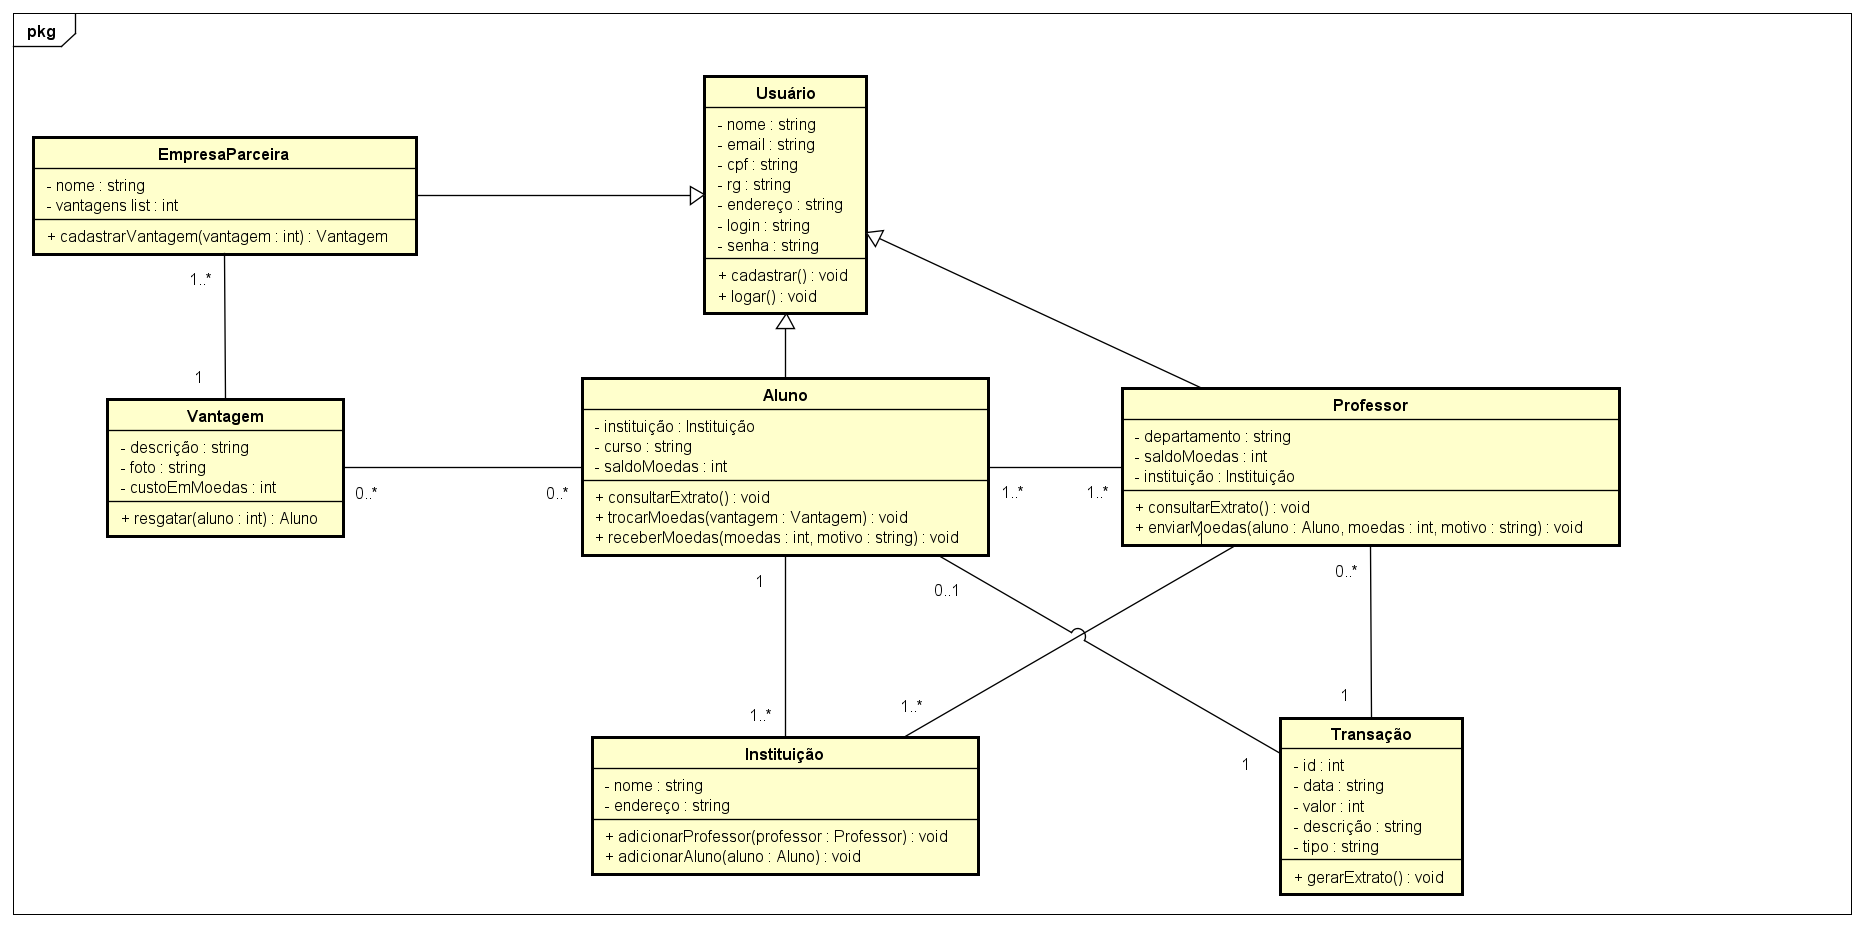 pkg
Usuário
- nome : string
- email : string
- cpf : string
- rg : string
- endereço : string
- login : string
- senha : string
+ cadastrar() : void
+ logar() : void
EmpresaParceira
- nome : string
- vantagens list : int
+ cadastrarVantagem(vantagem : int) : Vantagem
1..*
1
Vantagem
- descrição : string
- foto : string
- custoEmMoedas : int
+ resgatar(aluno : int) : Aluno
0..*
0..*
Aluno
- instituição : Instituição
- curso : string
- saldoMoedas : int
+ consultarExtrato() : void
+ trocarMoedas(vantagem : Vantagem) : void
+ receberMoedas(moedas : int, motivo : string) : void
1..*
1..*
Professor
- departamento : string
- saldoMoedas : int
- instituição : Instituição
+ consultarExtrato() : void
+ enviarMoedas(aluno : Aluno, moedas : int, motivo : string) : void
1
1
0..1
0..*
1..*
1..*
1
1
Instituição
- nome : string
- endereço : string
+ adicionarProfessor(professor : Professor) : void
+ adicionarAluno(aluno : Aluno) : void
Transação
- id : int
- data : string
- valor : int
- descrição : string
- tipo : string
+ gerarExtrato() : void